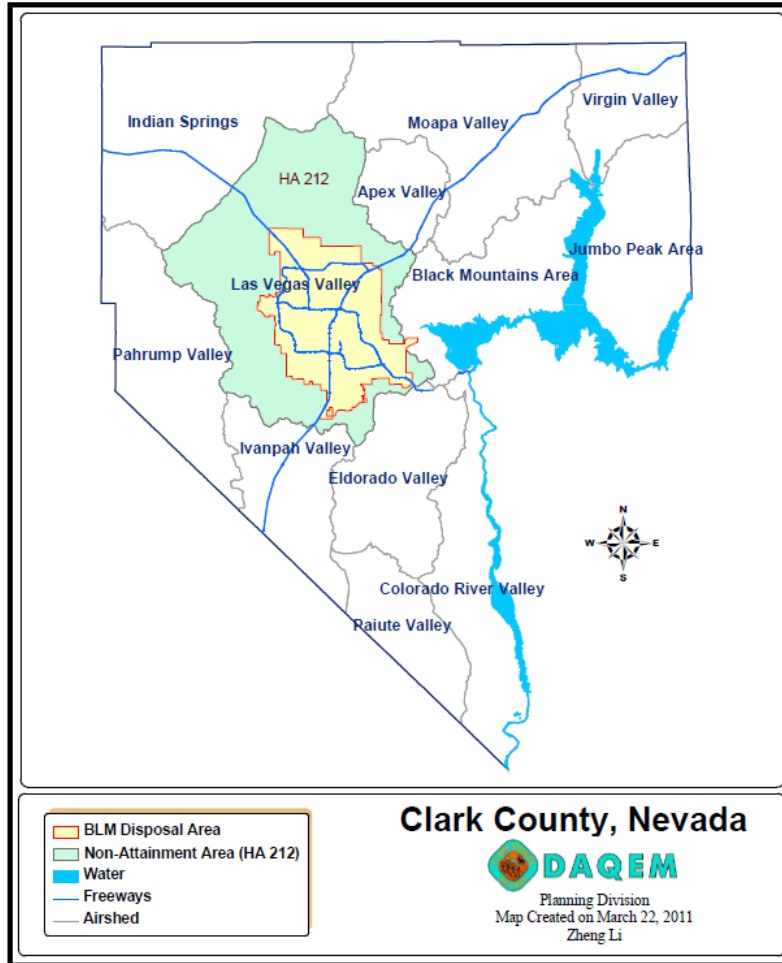 Virgin Valley
Indian Springs
Moapa Valley
HA 212
Apex Valley
Jumbo Peak Area
Black Mountains Area
Las Vegas Valley
Pahrump Valley
Ivanpah Valley
Eldorado Valley
N
W
E
S
Colorado River Valley
Paiute Valley
BLM Disposal Area
Non-Attainment Area (HA 212)
Water
Freeways
Airshed
Clark County, Nevada
DAQEM
Planning Division
Map Created on March 22, 2011
Zheng Li